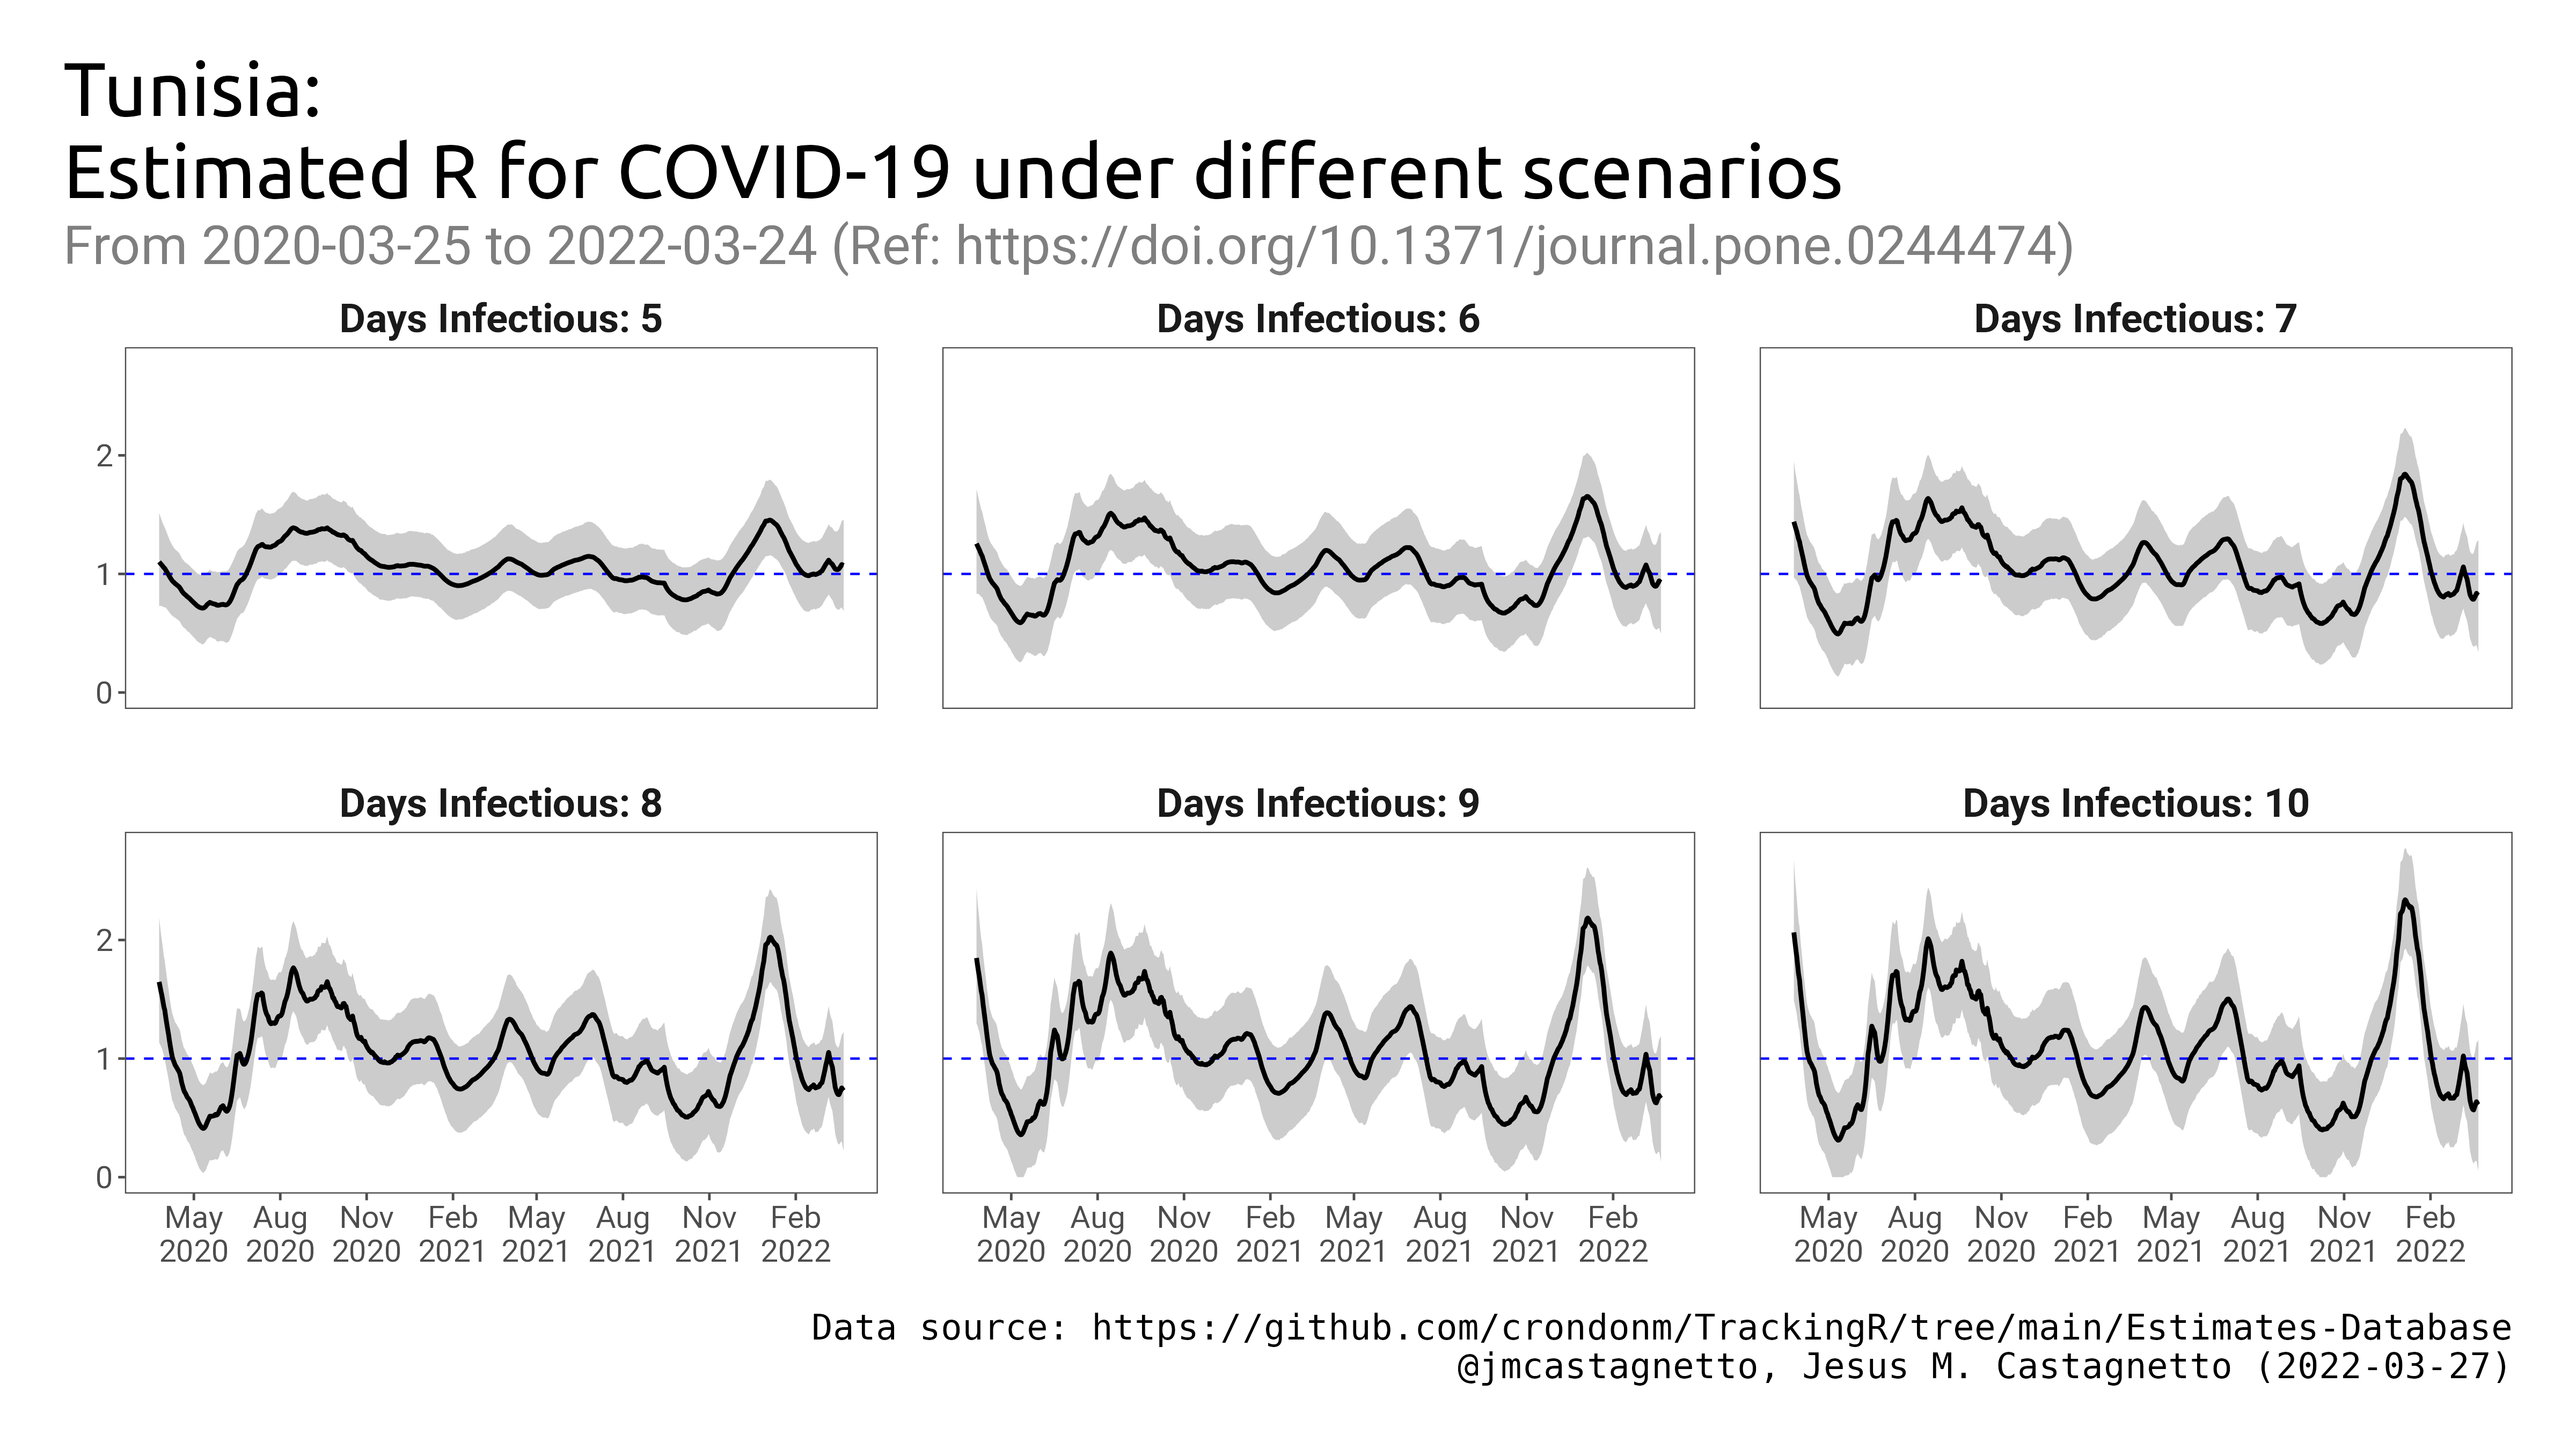 Tunisia:
Estimated R for COVID-19 under different scenarios
From 2020-03-25 to 2022-03-24 (Ref: https://doi.org/10.1371/journal.pone.0244474)
Days Infectious: 5
Days Infectious: 6
Days Infectious: 7
2
1
0
Days Infectious: 8
Days Infectious: 9
Days Infectious: 10
2
1
0
May Aug Nov Feb May Aug Nov Feb
2020 2020 2020 2021 2021 2021 2021 2022
May Aug Nov Feb May Aug Nov Feb
2020 2020 2020 2021 2021 2021 2021 2022
May Aug Nov Feb May Aug Nov Feb
2020 2020 2020 2021 2021 2021 2021 2022
Data source: https://github.com/crondonm/TrackingR/tree/main/Estimates-Database
@jmcastagnetto, Jesus M. Castagnetto (2022-03-27)